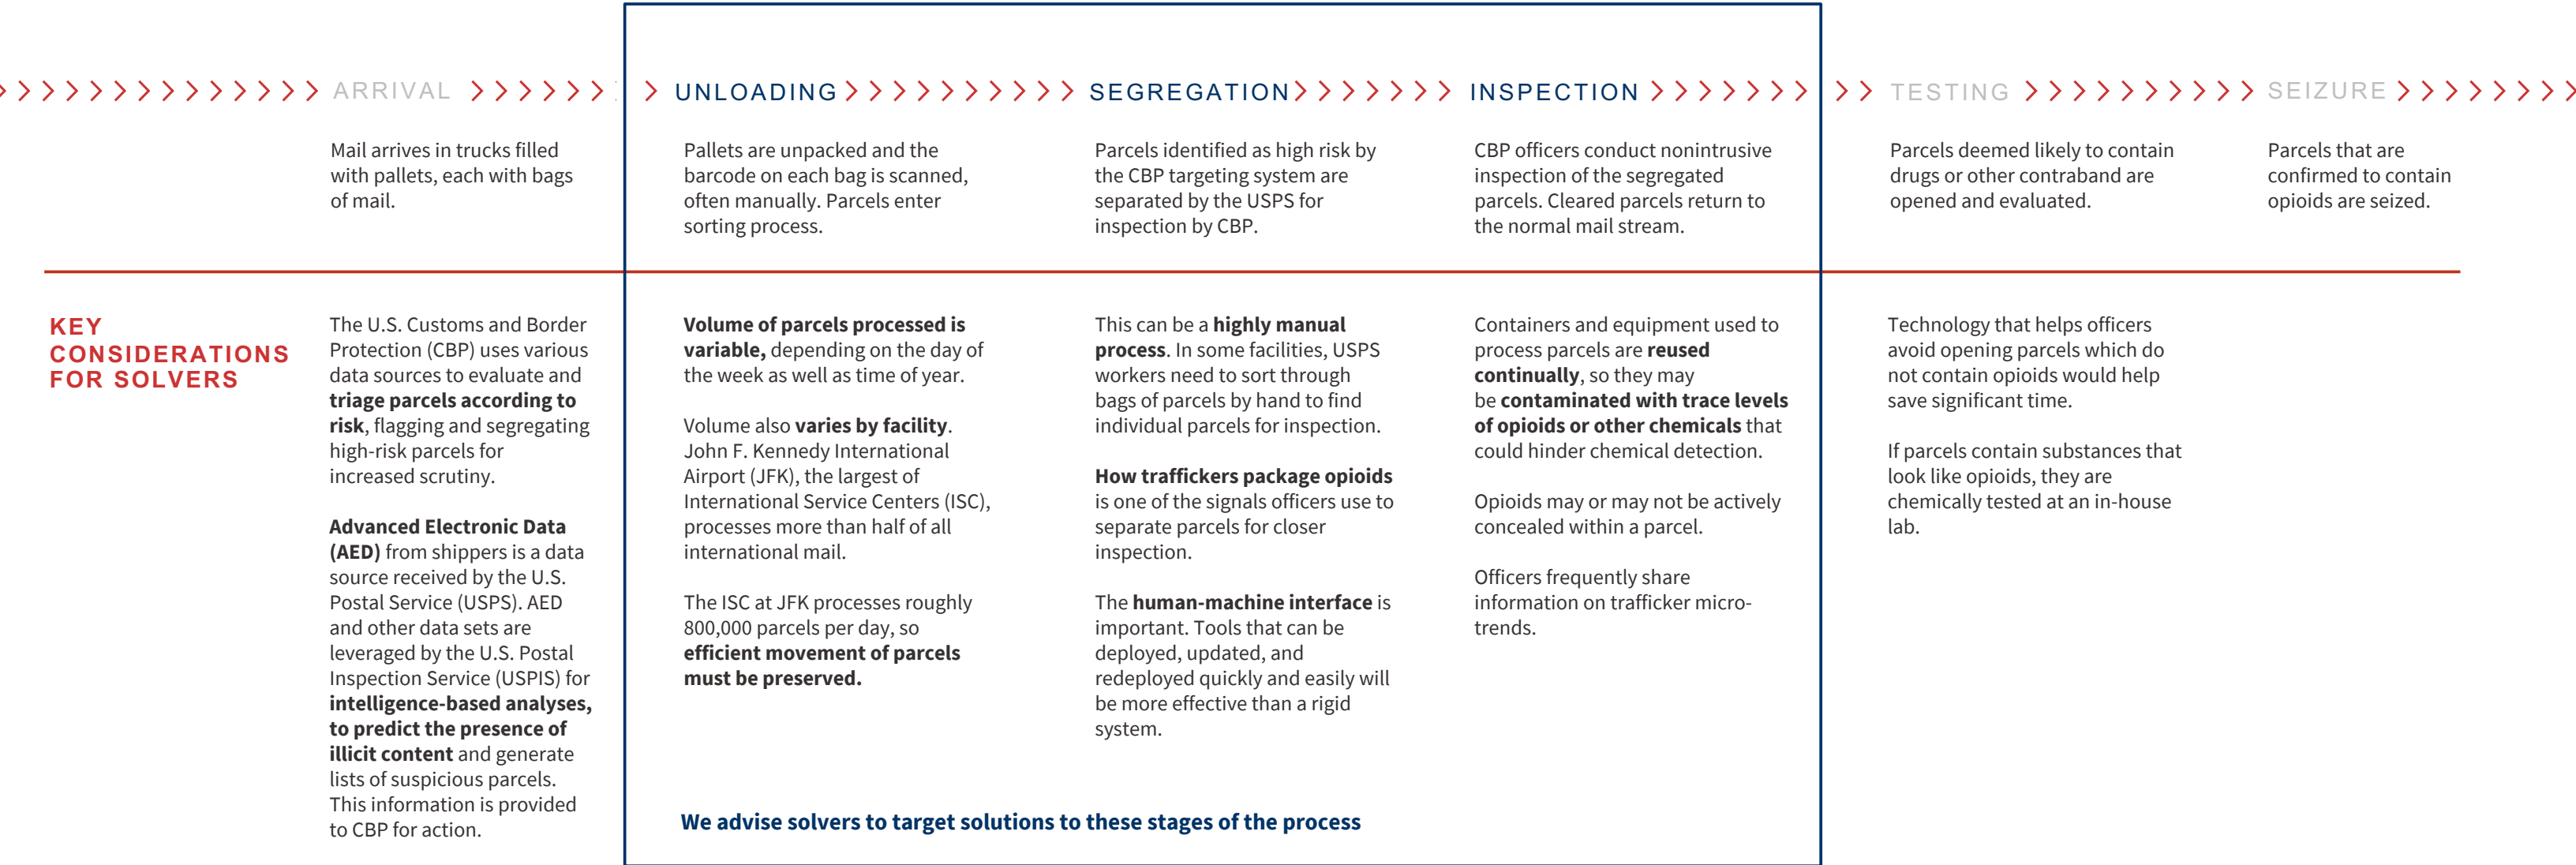 ARRIVAL
UNLOADING
SEGREGATION
INSPECTION
TESTING
SEIZURE
Mail arrives in trucks filled
with pallets, each with bags
of mail.
Pallets are unpacked and the
barcode on each bag is scanned,
often manually. Parcels enter
sorting process.
Parcels identified as high risk by
the CBP targeting system are
separated by the USPS for
inspection by CBP.
CBP officers conduct nonintrusive
inspection of the segregated
parcels. Cleared parcels return to
the normal mail stream.
Parcels deemed likely to contain
drugs or other contraband are
opened and evaluated.
Parcels that are
confirmed to contain
opioids are seized.
KEY
CONSIDERATIONS
FOR SOLVERS
The U.S. Customs and Border
Protection (CBP) uses various
data sources to evaluate and
triage parcels according to
risk, flagging and segregating
high-risk parcels for
increased scrutiny.
Advanced Electronic Data
(AED) from shippers is a data
source received by the U.S.
Postal Service (USPS). AED
and other data sets are
leveraged by the U.S. Postal
Inspection Service (USPIS) for
intelligence-based analyses,
to predict the presence of
illicit content and generate
lists of suspicious parcels.
This information is provided
to CBP for action.
Volume of parcels processed is
variable, depending on the day of
the week as well as time of year.
Volume also varies by facility.
John F. Kennedy International
Airport (JFK), the largest of
International Service Centers (ISC),
processes more than half of all
international mail.
The ISC at JFK processes roughly
800,000 parcels per day, so
efficient movement of parcels
must be preserved.
This can be a highly manual
process. In some facilities, USPS
workers need to sort through
bags of parcels by hand to find
individual parcels for inspection.
How traffickers package opioids
is one of the signals officers use to
separate parcels for closer
inspection.
The human-machine interface is
important. Tools that can be
deployed, updated, and
redeployed quickly and easily will
be more effective than a rigid
system.
Containers and equipment used to
process parcels are reused
continually, so they may
be contaminated with trace levels
of opioids or other chemicals that
could hinder chemical detection.
Opioids may or may not be actively
concealed within a parcel.
Officers frequently share
information on trafficker micro-
trends.
Technology that helps officers
avoid opening parcels which do
not contain opioids would help
save significant time.
If parcels contain substances that
look like opioids, they are
chemically tested at an in-house
lab.
We advise solvers to target solutions to these stages of the process